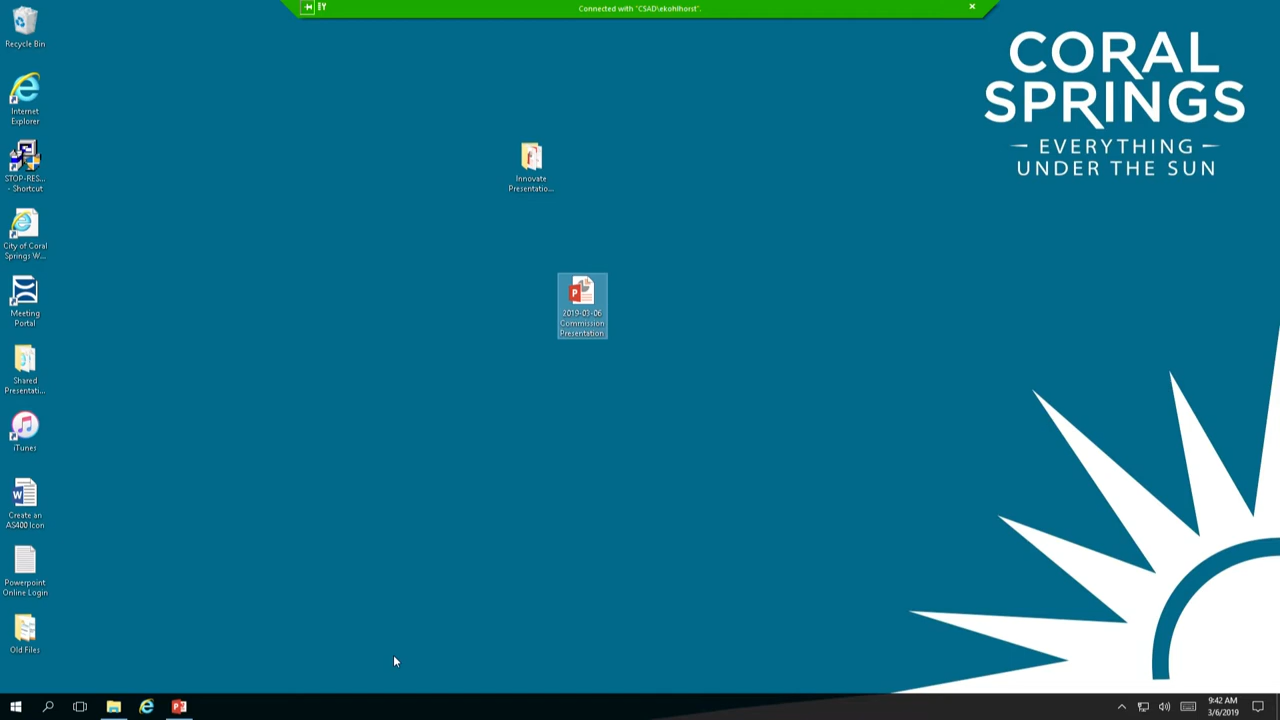 Connected with "CSAD\ekohlhorst".
Recycle Bin
Internet
Explorer
STOP-RES...
- Shortcut
City of Coral
Springs W...
Meeting
Portal
Shared
Presentati...
iTunes
Create an
AS400 Icon
Powerpoint
Online Login
Old Files
Innovate
Presentatio...
2019-03-06
Commission
Presentation
CORAL
SPRINGS
EVERYTHING
UNDER THE SUN
9:42 AM
3/6/2019